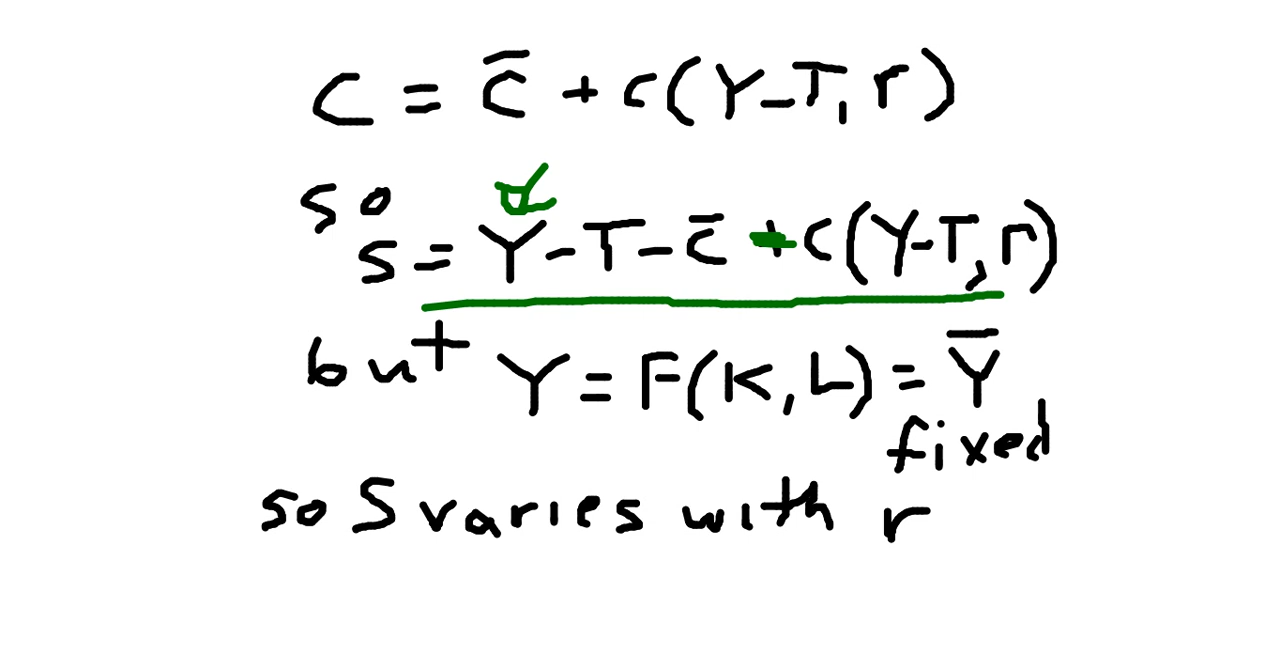 C = C̄ + c(Y-T, r)
so
S = Y - T - C̄ - c(Y-T, r)
but Y = F(K, L) = Ȳ
fixed
so S varies with r